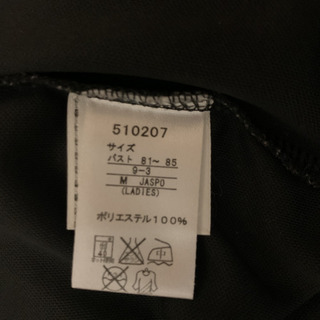 510207
サイズ
バスト 81～ 85
9-3
M JASPO
(LADIES)
ポリエステル100%